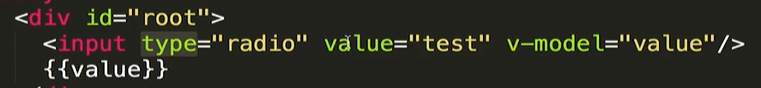 <div id="root">
<input type="radio" value="test" v-model="value"/>
{{value}}